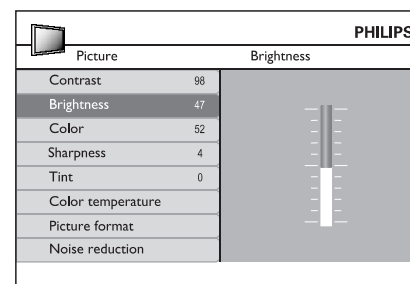 PHILIPS
Picture Brightness
Contrast 98
Brightness 47
Color 52
Sharpness 4
Tint 0
Color temperature
Picture format
Noise reduction